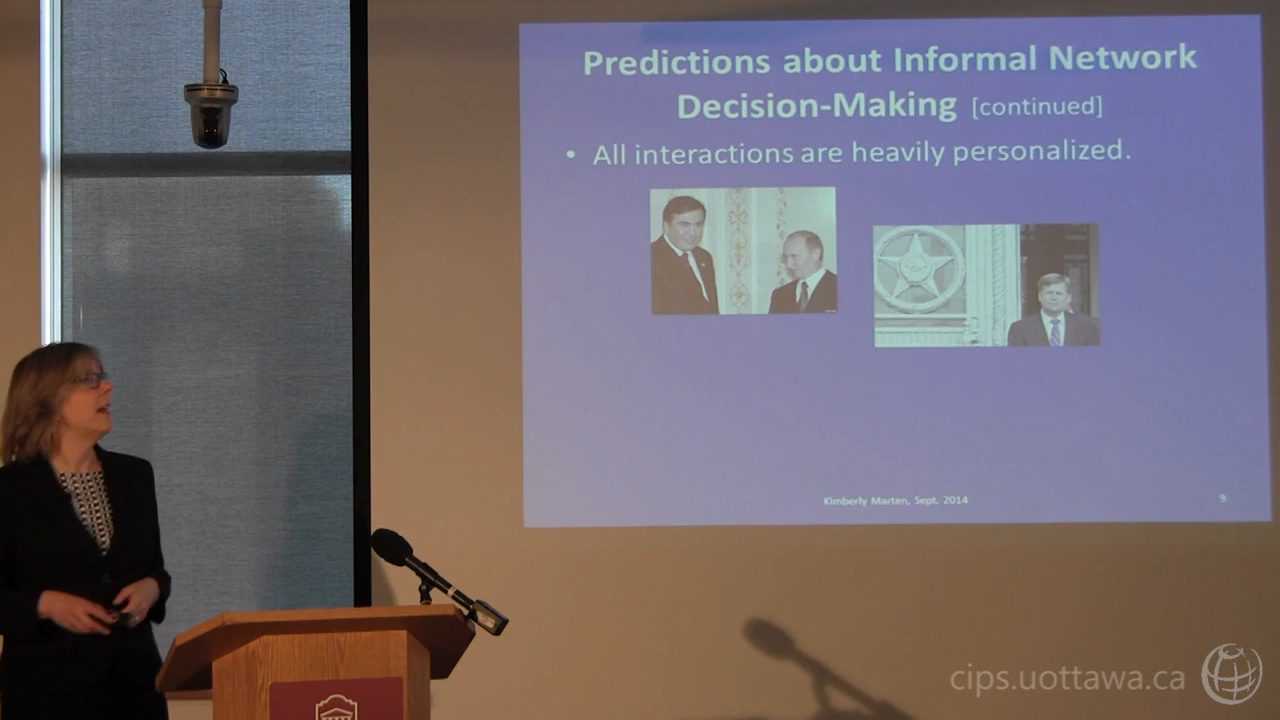 Predictions about Informal Network
Decision-Making [continued]
• All interactions are heavily personalized.
Kimberly Marten, Sept. 2014
9
cips.uottawa.ca